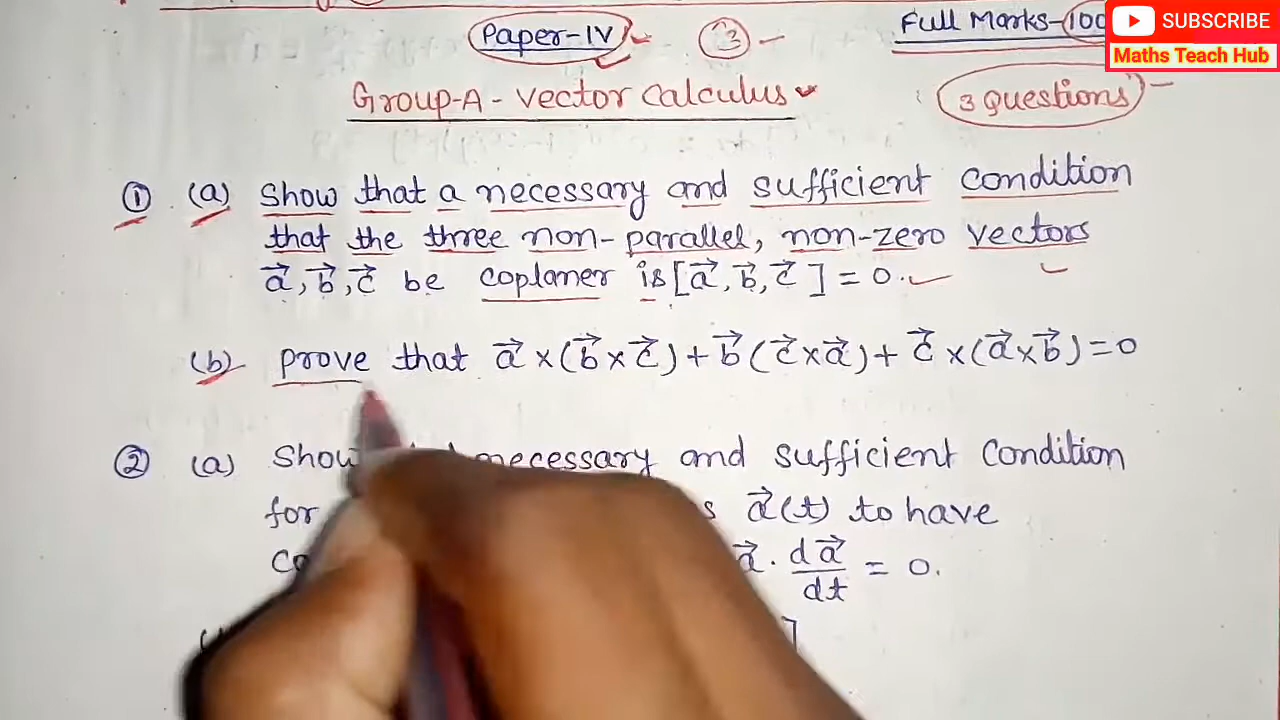 Paper-IV 3 Full Marks-100
SUBSCRIBE
Maths Teach Hub
Group-A - Vector Calculus
3 Questions
① (a) Show that a necessary and sufficient condition
that the three non-parallel, non-zero vectors
a⃗, b⃗, c⃗ be coplaner is [a⃗, b⃗, c⃗] = 0.
(b) prove that a⃗ × (b⃗ × c⃗) + b⃗ (c⃗ × a⃗) + c⃗ × (a⃗ × b⃗) = 0
② (a) Show necessary and sufficient Condition
for a⃗(t) to have
a⃗ . da⃗/dt = 0.
]